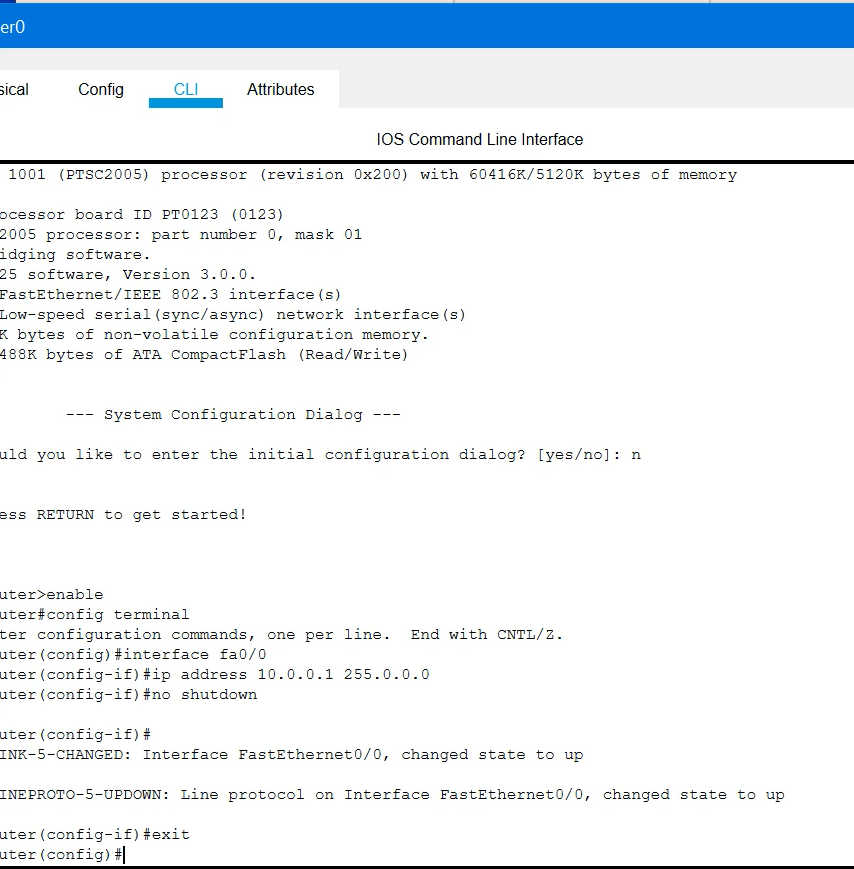 er0
sical Config CLI Attributes
IOS Command Line Interface
1001 (PTSC2005) processor (revision 0x200) with 60416K/5120K bytes of memory
ocessor board ID PT0123 (0123)
2005 processor: part number 0, mask 01
idging software.
25 software, Version 3.0.0.
FastEthernet/IEEE 802.3 interface(s)
Low-speed serial(sync/async) network interface(s)
K bytes of non-volatile configuration memory.
488K bytes of ATA CompactFlash (Read/Write)
--- System Configuration Dialog ---
uld you like to enter the initial configuration dialog? [yes/no]: n
ess RETURN to get started!
uter>enable
uter#config terminal
ter configuration commands, one per line.  End with CNTL/Z.
uter(config)#interface fa0/0
uter(config-if)#ip address 10.0.0.1 255.0.0.0
uter(config-if)#no shutdown
uter(config-if)#
INK-5-CHANGED: Interface FastEthernet0/0, changed state to up
INEPROTO-5-UPDOWN: Line protocol on Interface FastEthernet0/0, changed state to up
uter(config-if)#exit
uter(config)#